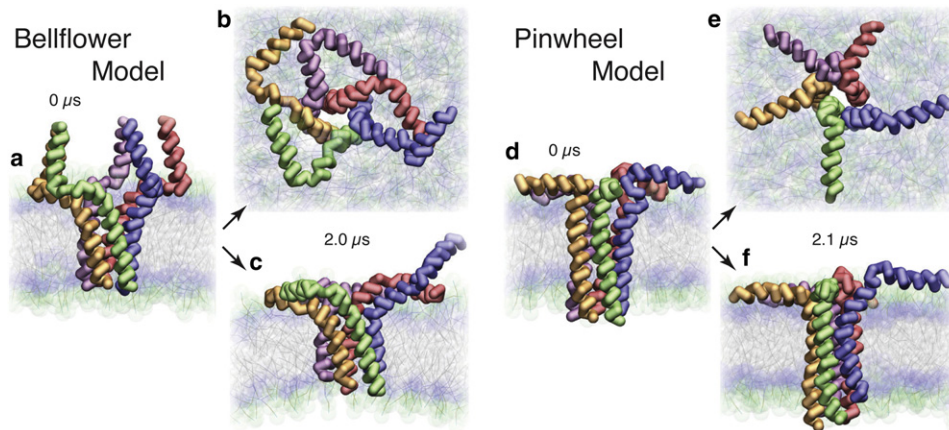 Bellflower
Model
0 µs
a
b
2.0 µs
c
Pinwheel
Model
0 µs
d
e
2.1 µs
f